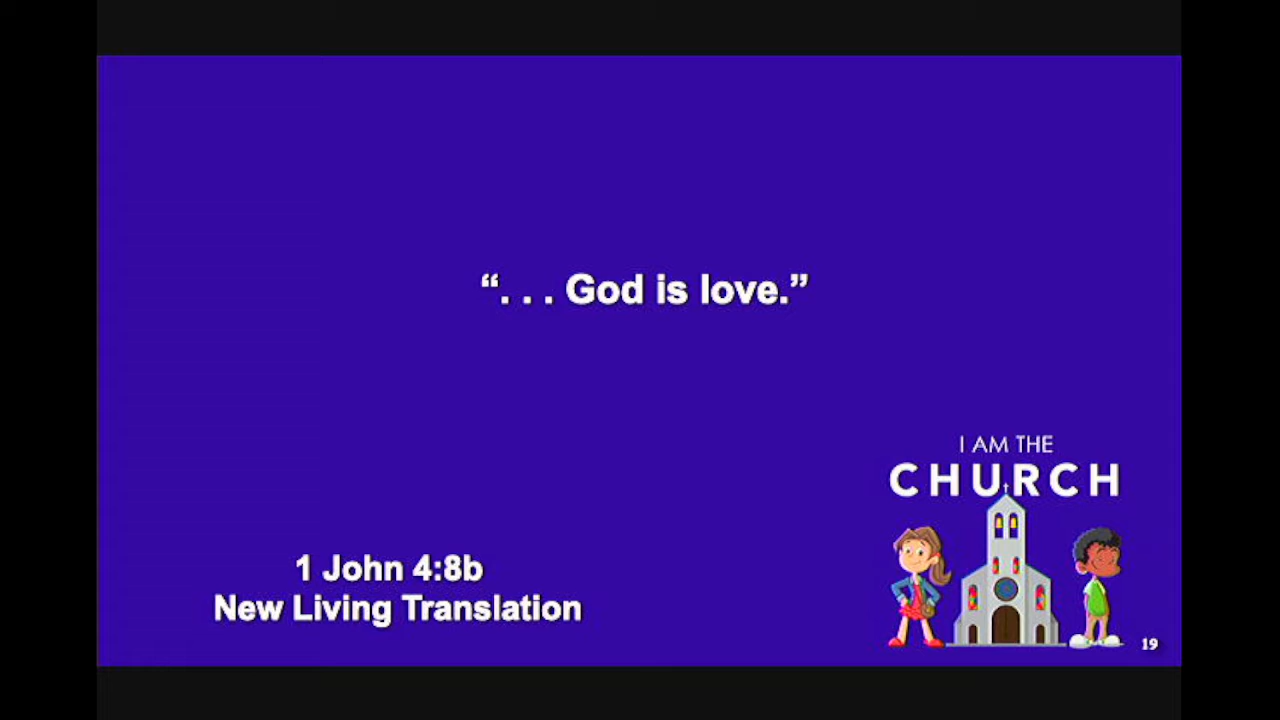 “. . . God is love.”
I AM THE
CHURCH
1 John 4:8b
New Living Translation
19